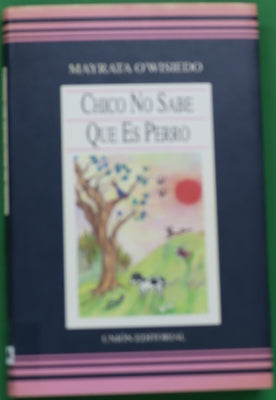 MAYRATA O'WISIEDO
CHICO NO SABE
QUE ES PERRO
UNIÓN EDITORIAL